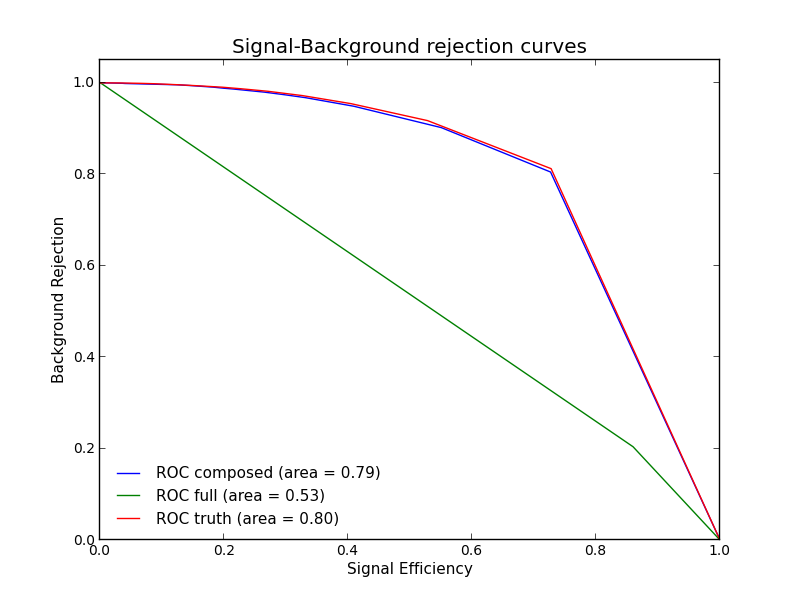 Signal-Background rejection curves
Background Rejection
1.0
0.8
0.6
0.4
0.2
0.0
ROC composed (area = 0.79)
ROC full (area = 0.53)
ROC truth (area = 0.80)
0.0 0.2 0.4 0.6 0.8 1.0
Signal Efficiency